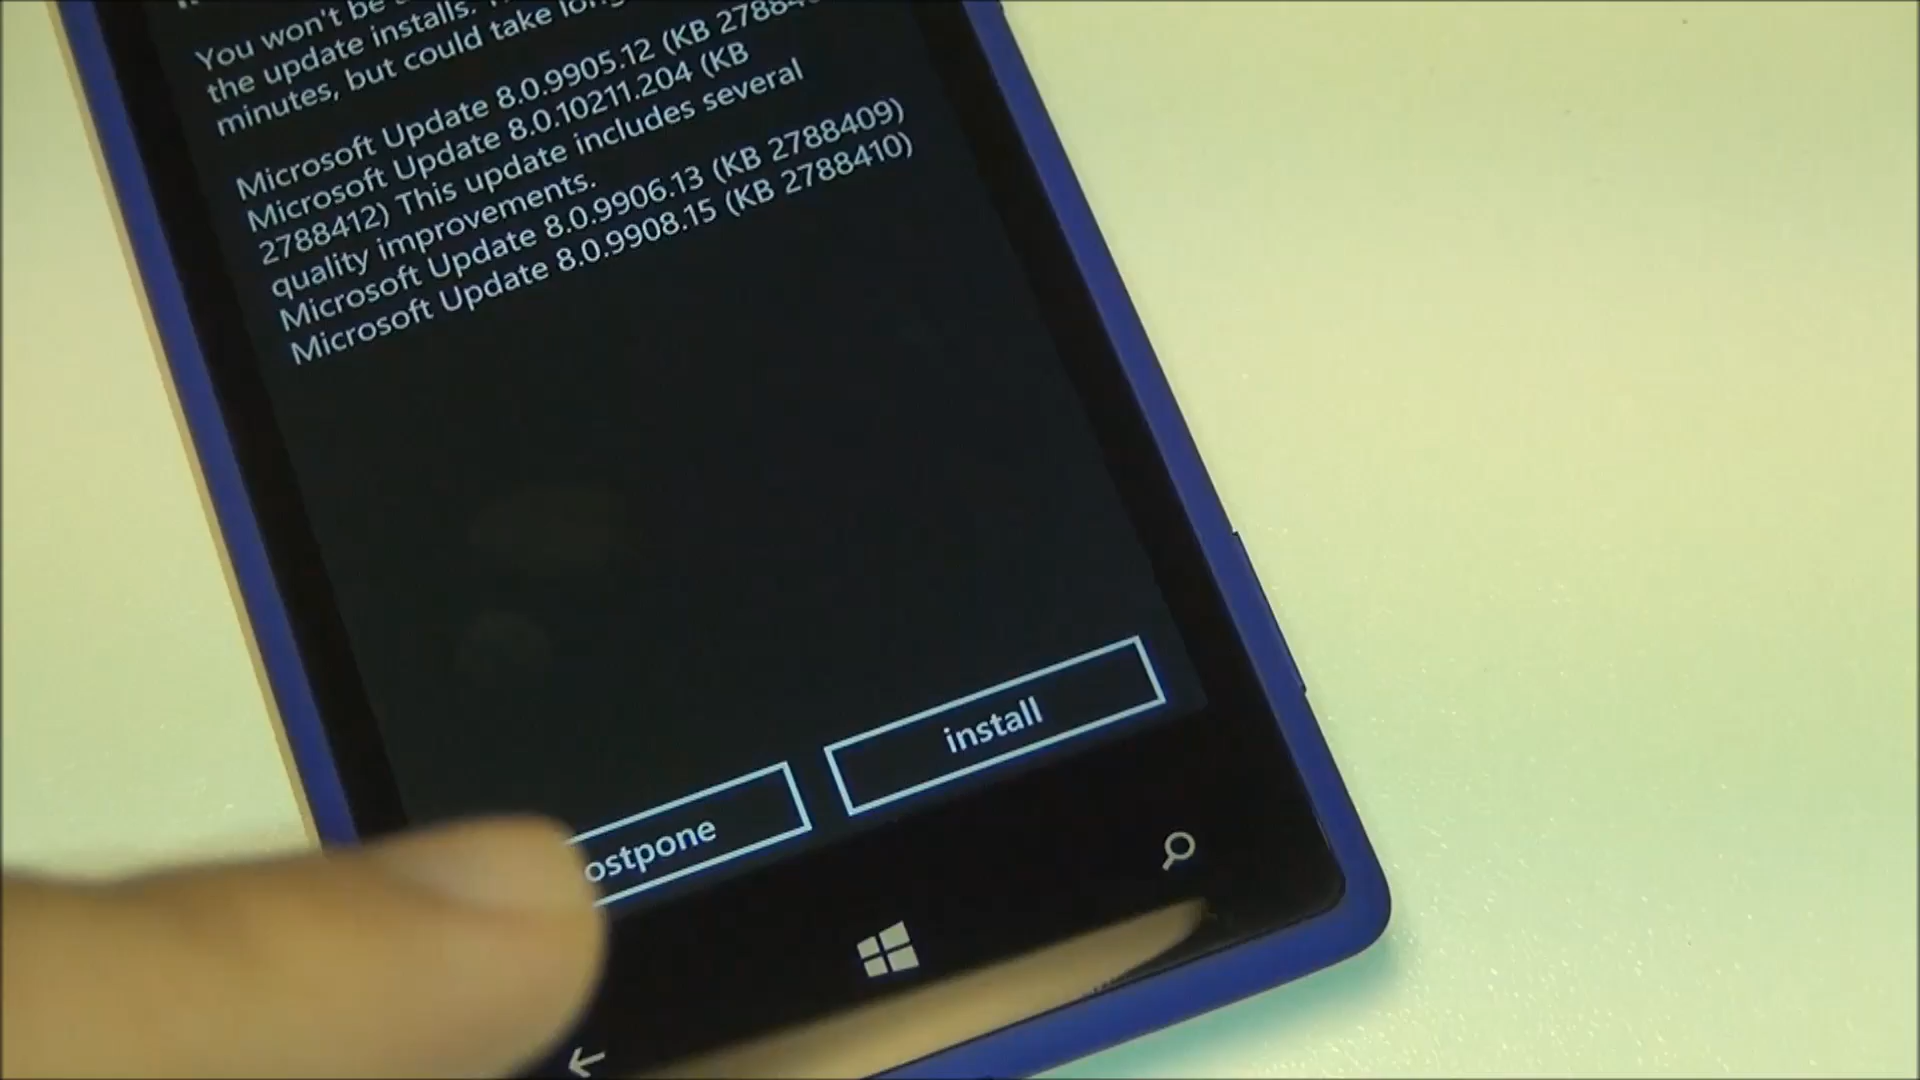 You won't be
the update installs.
minutes, but could take
Microsoft Update 8.0.9905.12 (KB
Microsoft Update 8.0.10211.204 (KB
2788412) This update includes several
quality improvements.
Microsoft Update 8.0.9906.13 (KB 2788409)
Microsoft Update 8.0.9908.15 (KB 2788410)
ostpone
install